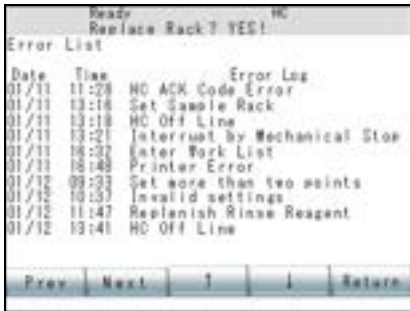 Ready HC
Replace Rack? YES!
Error List
Date Time Error Log
01/11 11:28 HC ACK Code Error
01/11 13:16 Set Sample Rack
01/11 13:18 HC Off Line
01/11 13:21 Interrupt by Mechanical Stop
01/11 16:32 Enter Work List
01/11 16:48 Printer Error
01/12 09:33 Set more than two points
01/12 10:37 Invalid settings
01/12 11:47 Replenish Rinse Reagent
01/12 13:41 HC Off Line
Prev Next ↑ ↓ Return